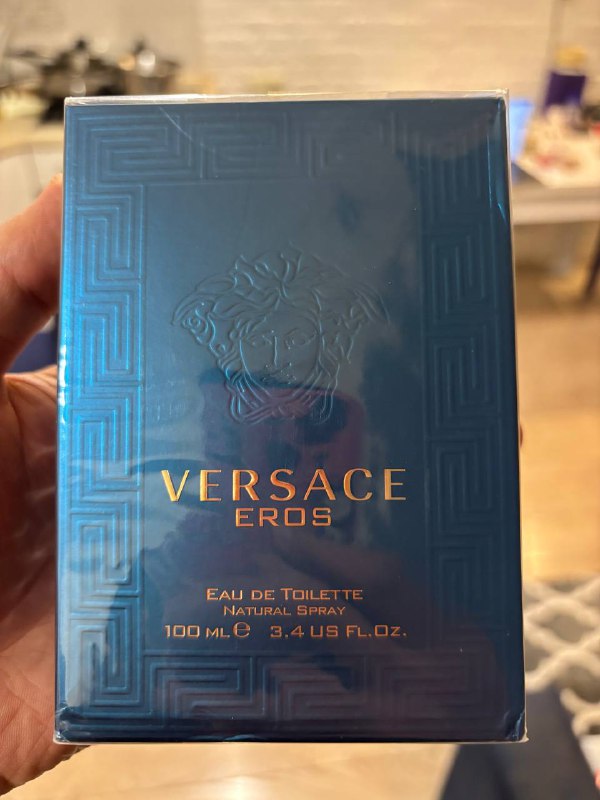 VERSACE
EROS
EAU DE TOILETTE
NATURAL SPRAY
100 ML ℮ 3.4 US FL.OZ.